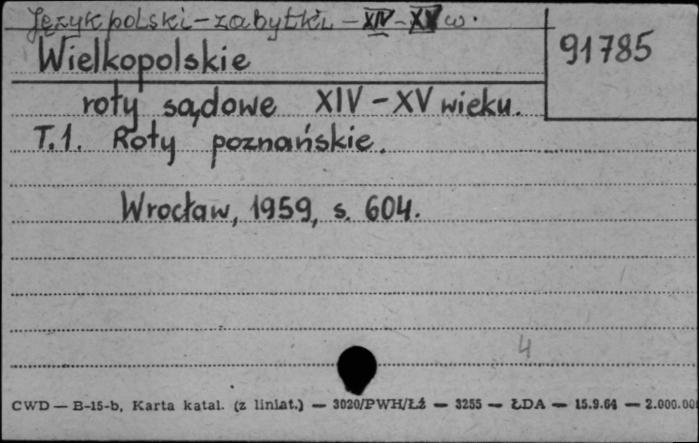 Język polski - zabytki - XIV - XV w.
91785
Wielkopolskie
roty sądowe XIV - XV wieku.
T. 1. Roty poznańskie.
Wrocław, 1959, s. 604.
4
CWD — B-15-b, Karta katal. (z liniat.) — 3020/PWH/Łź — 3255 — ŁDA — 15.9.64 — 2.000.00